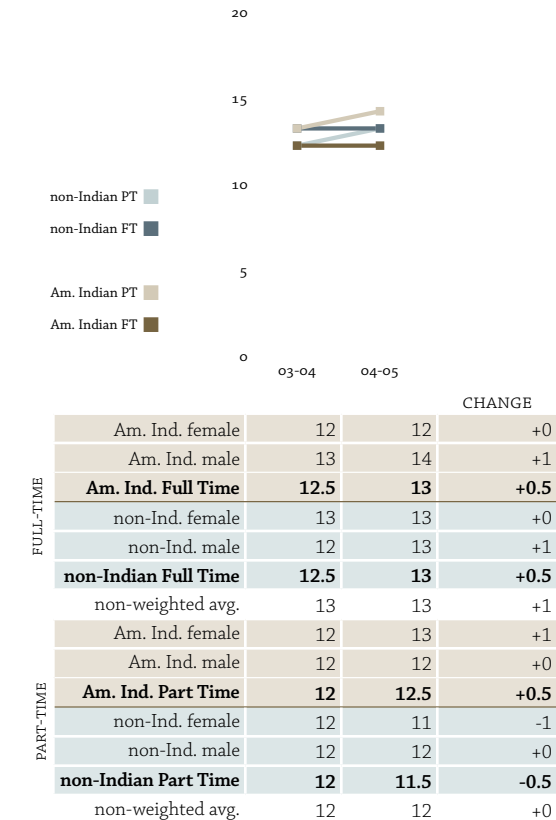 20
15
10
5
0
non-Indian PT
non-Indian FT
Am. Indian PT
Am. Indian FT
03-04 04-05
CHANGE
FULL-TIME
Am. Ind. female 12 12 +0
Am. Ind. male 13 14 +1
Am. Ind. Full Time 12.5 13 +0.5
non-Ind. female 13 13 +0
non-Ind. male 12 13 +1
non-Indian Full Time 12.5 13 +0.5
non-weighted avg. 13 13 +1
PART-TIME
Am. Ind. female 12 13 +1
Am. Ind. male 12 12 +0
Am. Ind. Part Time 12 12.5 +0.5
non-Ind. female 12 11 -1
non-Ind. male 12 12 +0
non-Indian Part Time 12 11.5 -0.5
non-weighted avg. 12 12 +0